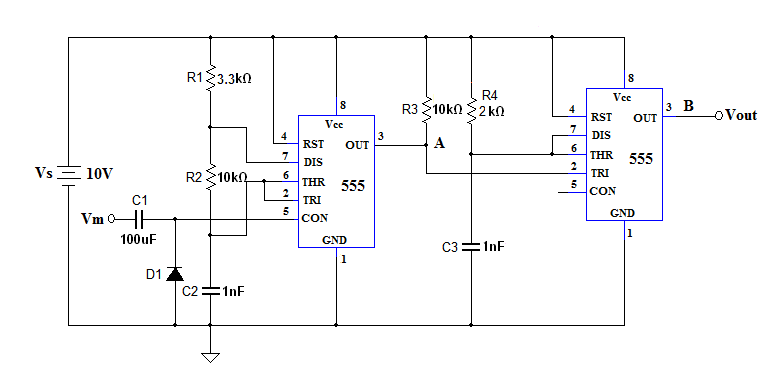 R1 3.3kΩ
R3 10kΩ
R4
2kΩ
8
Vcc
4 RST
OUT 3
A
7 DIS
R2 10kΩ
6 THR
555
2 TRI
5 CON
GND
1
8
Vcc
4 RST
OUT 3 B
Vout
7 DIS
6 THR
555
2 TRI
5 CON
GND
1
Vs 10V
C1
Vm
100uF
D1
C2 1nF
C3 1nF